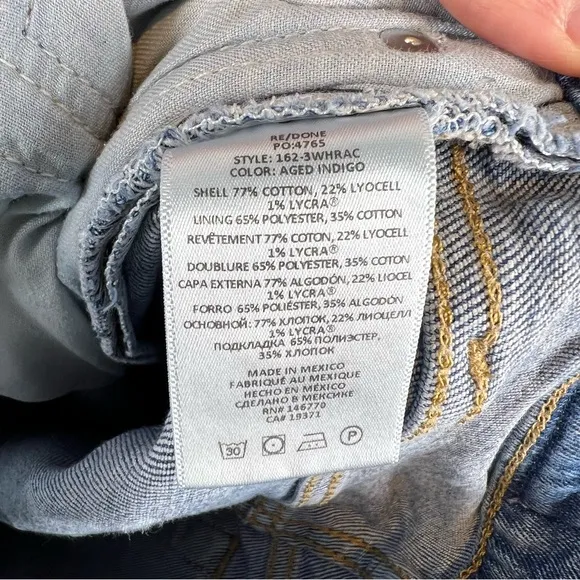 RE/DONE
PO:4765
STYLE: 162-3WHRAC
COLOR: AGED INDIGO
SHELL 77% COTTON, 22% LYOCELL
1% LYCRA®
LINING 65% POLYESTER, 35% COTTON
REVÊTEMENT 77% COTON, 22% LYOCELL
1% LYCRA®
DOUBLURE 65% POLYESTER, 35% COTON
CAPA EXTERNA 77% ALGODÓN, 22% LIOCEL
1% LYCRA®
FORRO 65% POLIÉSTER, 35% ALGODÓN
ОСНОВНОЙ: 77% ХЛОПОК, 22% ЛИОЦЕЛЛ
1% LYCRA®
ПОДКЛАДКА 65% ПОЛИЭСТЕР,
35% ХЛОПОК
MADE IN MEXICO
FABRIQUÉ AU MEXIQUE
HECHO EN MÉXICO
СДЕЛАНО В МЕКСИКЕ
RN# 146770
CA# 19371
30 P